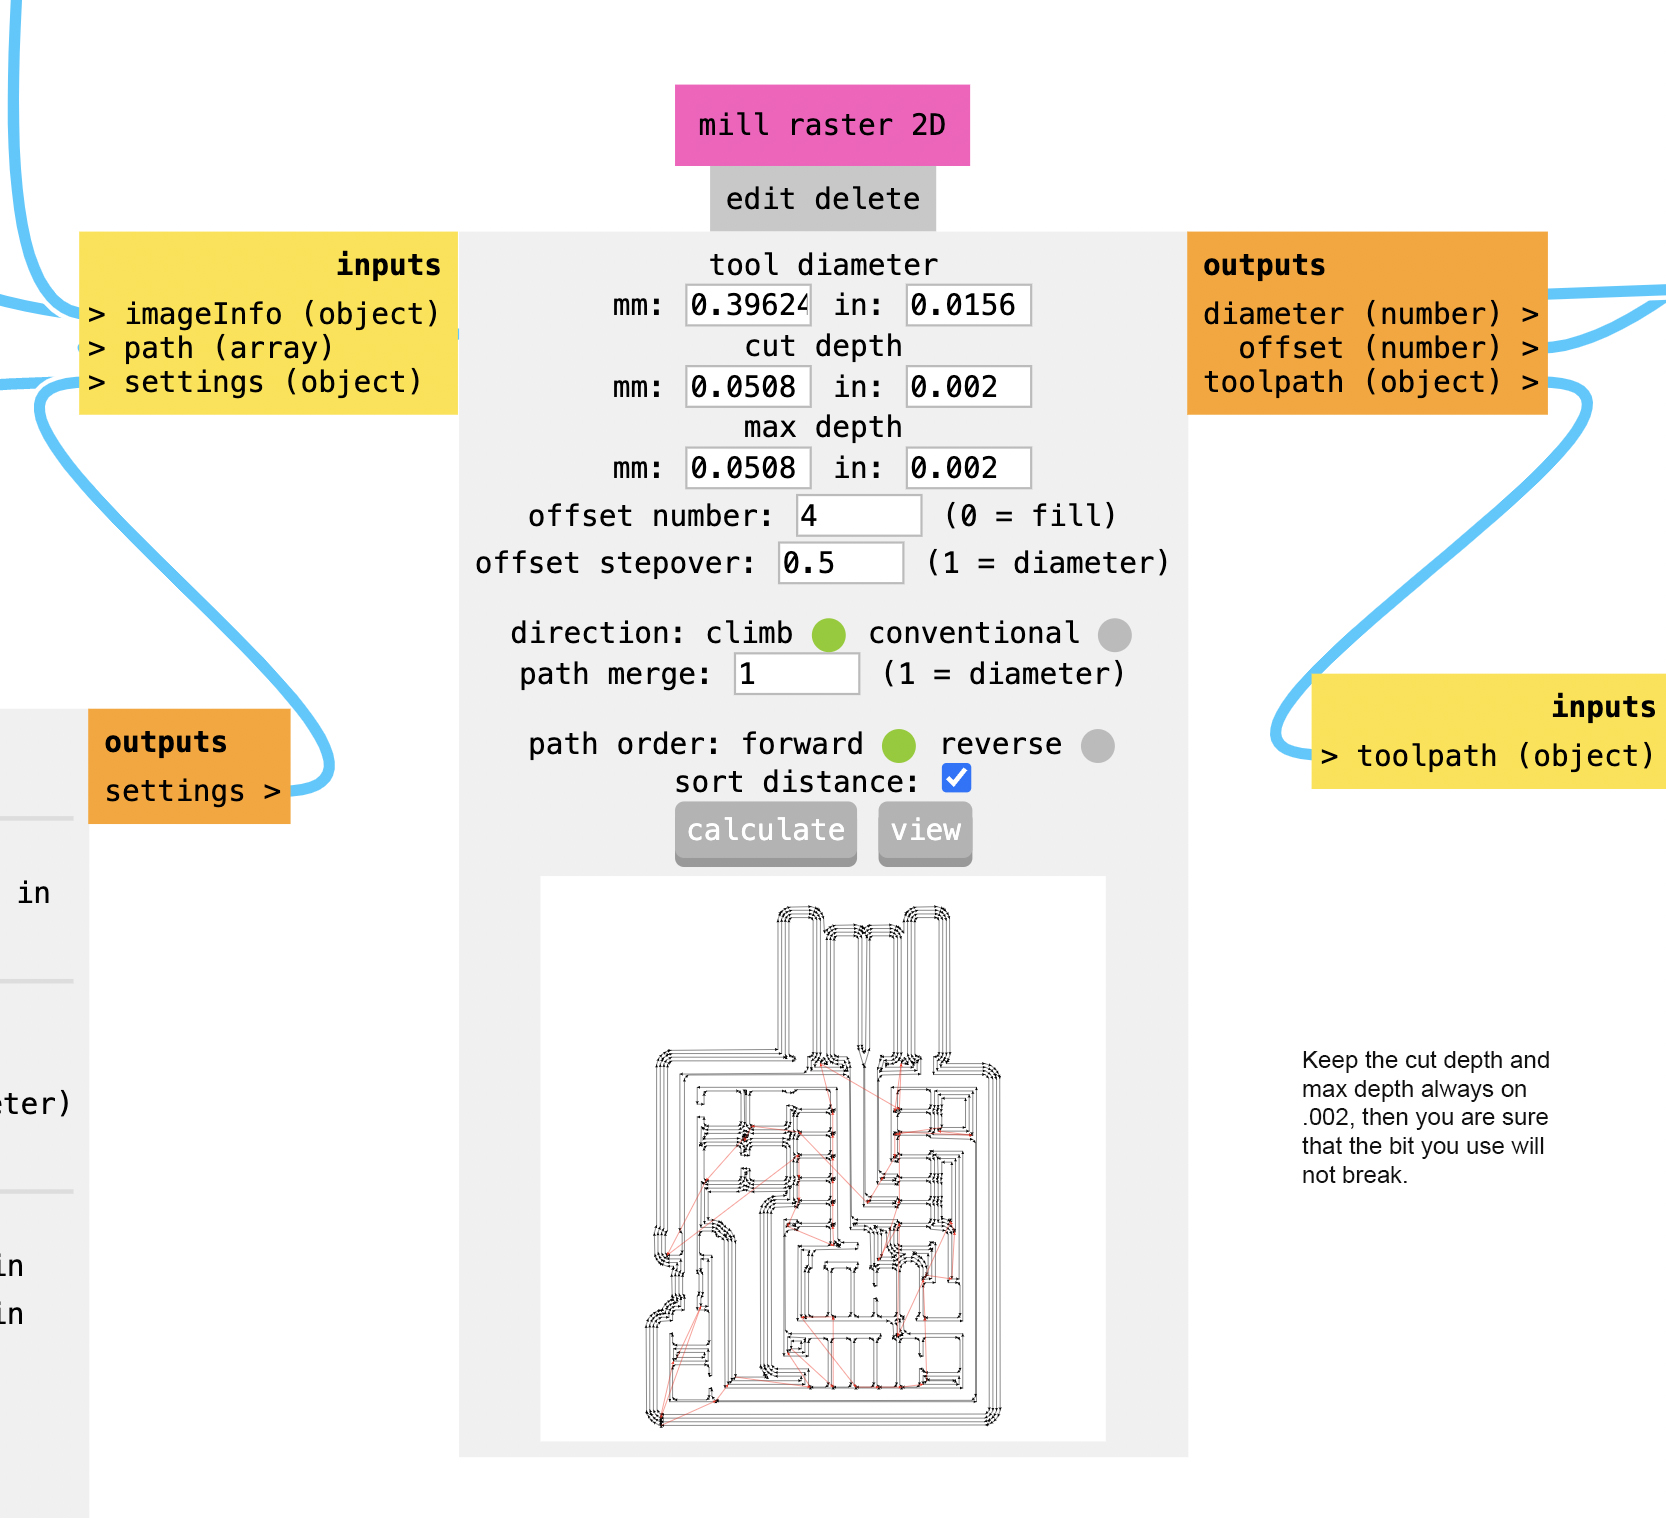 mill raster 2D
edit delete
inputs
> imageInfo (object)
> path (array)
> settings (object)
tool diameter
mm: 0.39624 in: 0.0156
cut depth
mm: 0.0508 in: 0.002
max depth
mm: 0.0508 in: 0.002
offset number: 4 (0 = fill)
offset stepover: 0.5 (1 = diameter)
direction: climb conventional
path merge: 1 (1 = diameter)
path order: forward reverse
sort distance:
calculate view
outputs
diameter (number) >
offset (number) >
toolpath (object) >
outputs
settings >
in
eter)
in
in
inputs
> toolpath (object)
Keep the cut depth and
max depth always on
.002, then you are sure
that the bit you use will
not break.